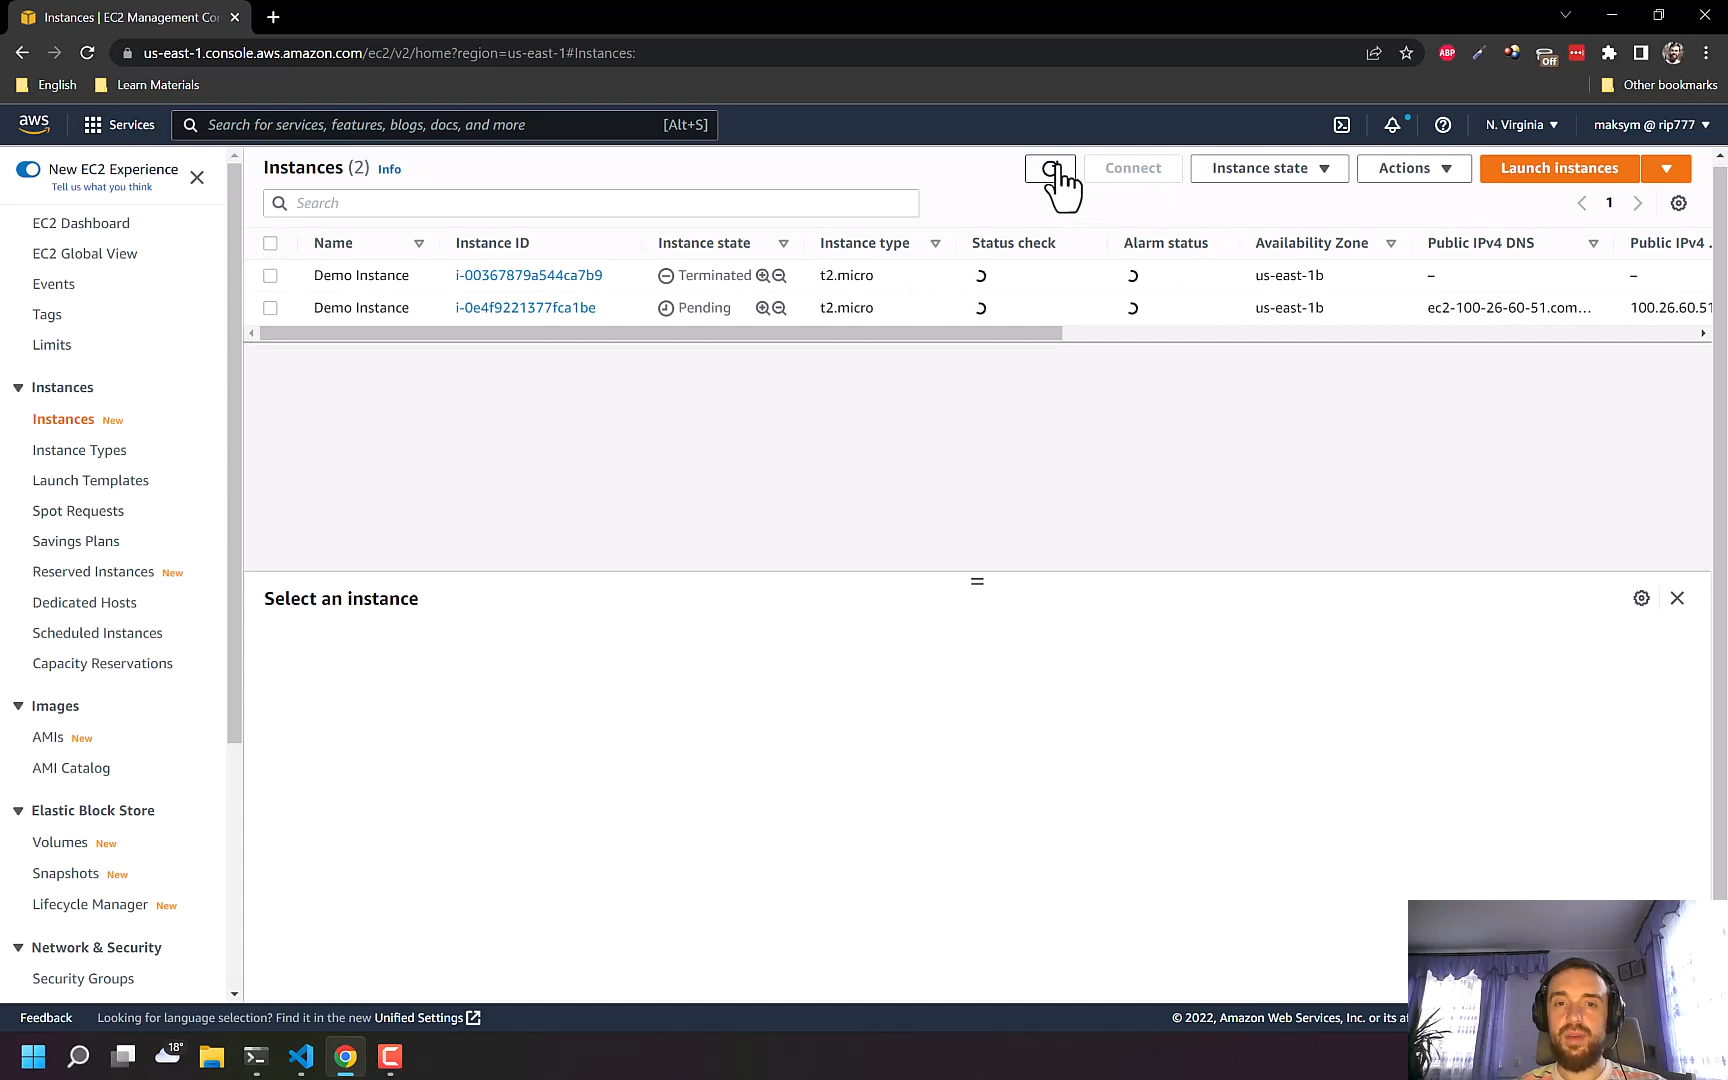 Instances | EC2 Management Co
us-east-1.console.aws.amazon.com/ec2/v2/home?region=us-east-1#Instances:
ABP
Off
English
Learn Materials
Other bookmarks
aws
Services
Search for services, features, blogs, docs, and more
[Alt+S]
N. Virginia
maksym @ rip777
New EC2 Experience
Tell us what you think
Instances (2) Info
Connect
Instance state
Actions
Launch instances
Search
1
Name Instance ID Instance state Instance type Status check Alarm status Availability Zone Public IPv4 DNS Public IPv4 .
Demo Instance i-00367879a544ca7b9 Terminated t2.micro us-east-1b – –
Demo Instance i-0e4f9221377fca1be Pending t2.micro us-east-1b ec2-100-26-60-51.com... 100.26.60.51
EC2 Dashboard
EC2 Global View
Events
Tags
Limits
Instances
Instances New
Instance Types
Launch Templates
Spot Requests
Savings Plans
Reserved Instances New
Dedicated Hosts
Scheduled Instances
Capacity Reservations
Images
AMIs New
AMI Catalog
Elastic Block Store
Volumes New
Snapshots New
Lifecycle Manager New
Network & Security
Security Groups
Select an instance
Feedback
Looking for language selection? Find it in the new Unified Settings
© 2022, Amazon Web Services, Inc. or its af
18°